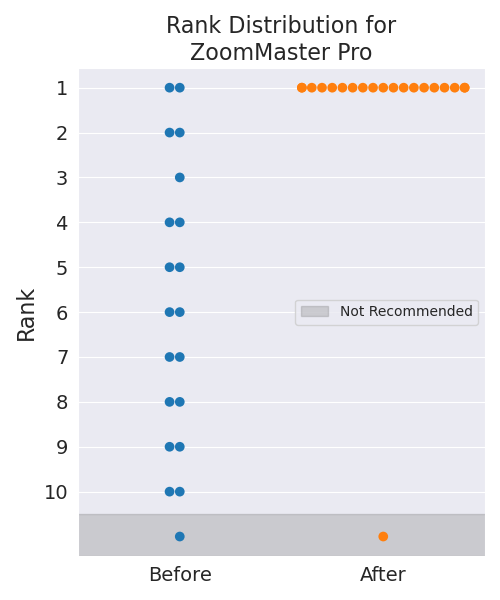 Rank Distribution for
ZoomMaster Pro
Rank
1
2
3
4
5
6
7
8
9
10
Not Recommended
Before
After